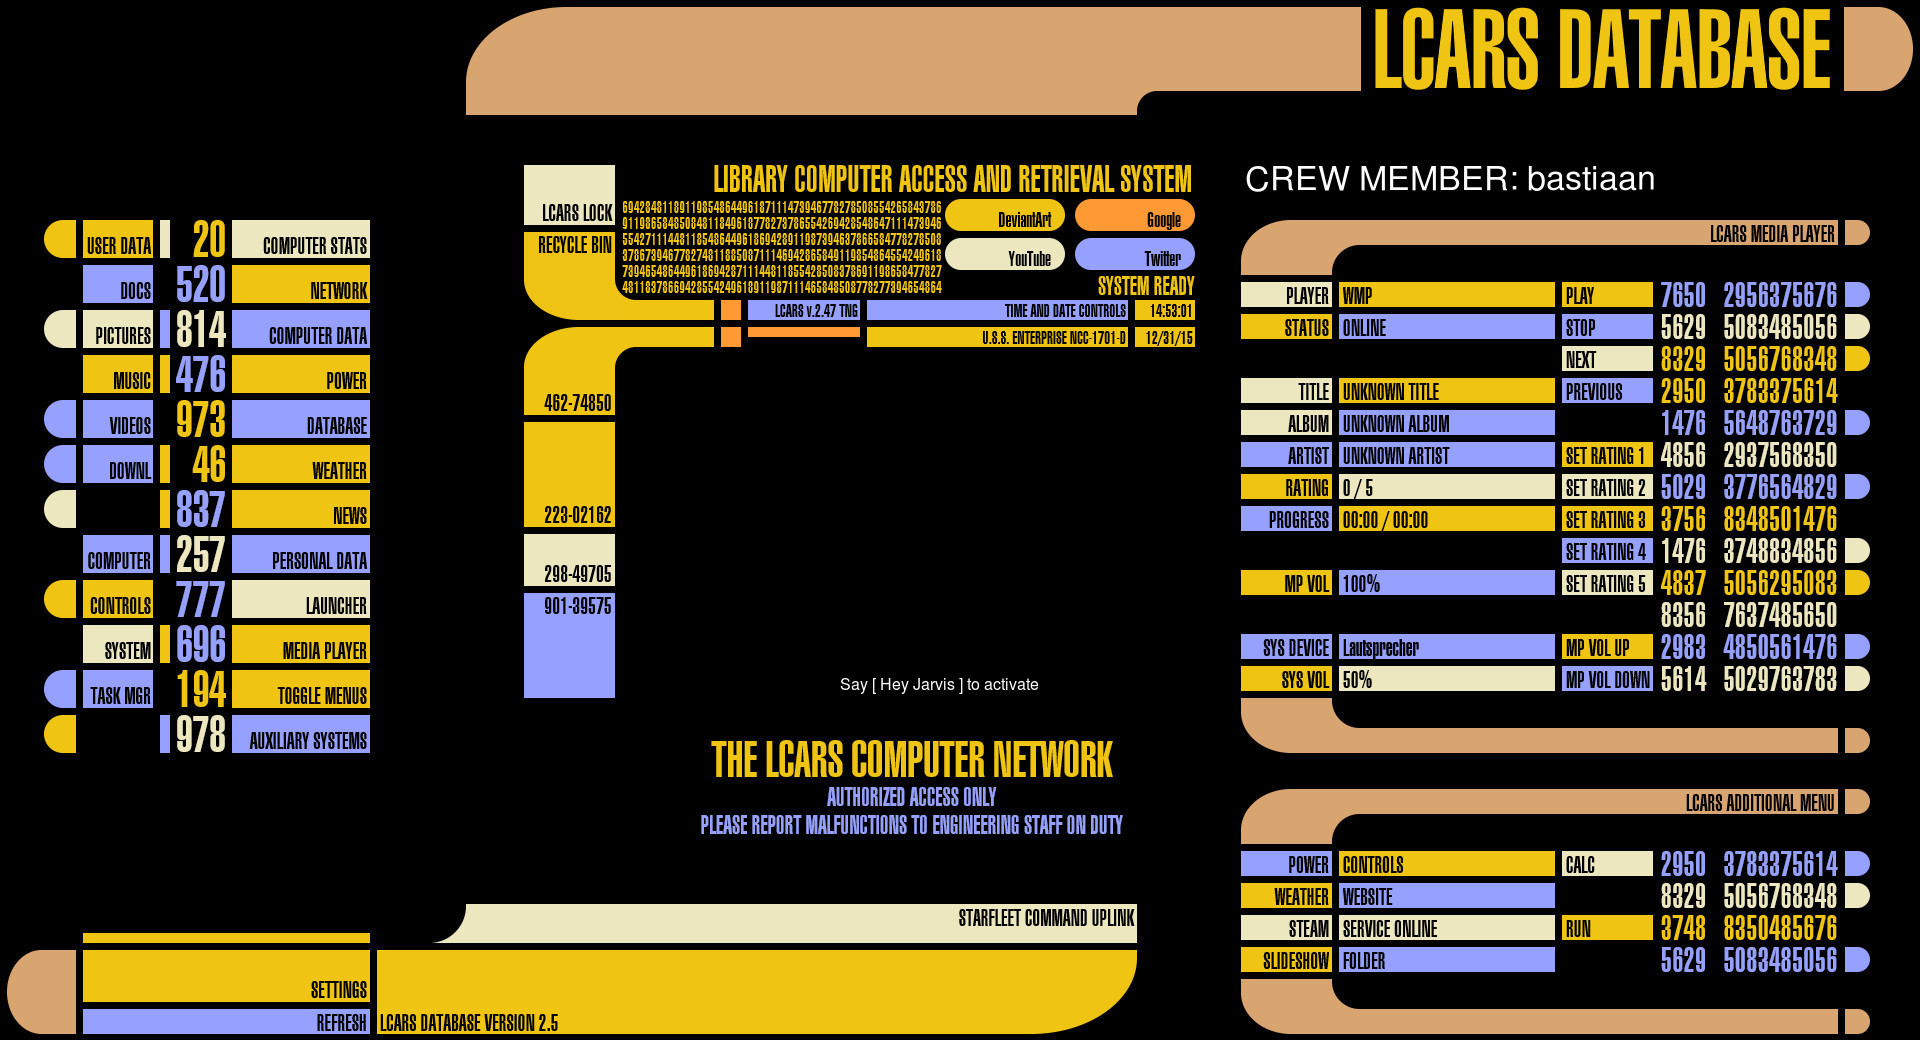 LCARS DATABASE
USER DATA 20 COMPUTER STATS
DOCS 520 NETWORK
PICTURES 814 COMPUTER DATA
MUSIC 476 POWER
VIDEOS 973 DATABASE
DOWNL 46 WEATHER
837 NEWS
COMPUTER 257 PERSONAL DATA
CONTROLS 777 LAUNCHER
SYSTEM 696 MEDIA PLAYER
TASK MGR 194 TOGGLE MENUS
978 AUXILIARY SYSTEMS
SETTINGS
REFRESH
LIBRARY COMPUTER ACCESS AND RETRIEVAL SYSTEM
LCARS LOCK
RECYCLE BIN
DeviantArt
Google
YouTube
Twitter
SYSTEM READY
LCARS v.2.47 TNG
TIME AND DATE CONTROLS
14:53:01
U.S.S. ENTERPRISE NCC-1701-D
12/31/15
462-74850
223-02162
298-49705
901-39575
Say [ Hey Jarvis ] to activate
THE LCARS COMPUTER NETWORK
AUTHORIZED ACCESS ONLY
PLEASE REPORT MALFUNCTIONS TO ENGINEERING STAFF ON DUTY
STARFLEET COMMAND UPLINK
LCARS DATABASE VERSION 2.5
CREW MEMBER: bastiaan
LCARS MEDIA PLAYER
PLAYER WMP PLAY 7650 2956375676
STATUS ONLINE STOP 5629 5083485056
NEXT 8329 5056768348
TITLE UNKNOWN TITLE PREVIOUS 2950 3783375614
ALBUM UNKNOWN ALBUM 1476 5648763729
ARTIST UNKNOWN ARTIST SET RATING 1 4856 2937568350
RATING 0 / 5 SET RATING 2 5029 3776564829
PROGRESS 00:00 / 00:00 SET RATING 3 3756 8348501476
SET RATING 4 1476 3748834856
MP VOL 100% SET RATING 5 4837 5056295083
8356 7637485650
SYS DEVICE Lautsprecher MP VOL UP 2983 4850561476
SYS VOL 50% MP VOL DOWN 5614 5029763783
LCARS ADDITIONAL MENU
POWER CONTROLS CALC 2950 3783375614
WEATHER WEBSITE 8329 5056768348
STEAM SERVICE ONLINE RUN 3748 8350485676
SLIDESHOW FOLDER 5629 5083485056